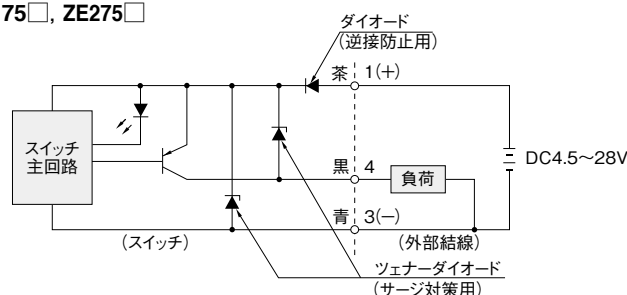 75□, ZE275□
ダイオード
(逆接防止用)
茶 1(+)
スイッチ
主回路
DC4.5～28V
黒 4
負荷
青 3(−)
(スイッチ)
(外部結線)
ツェナーダイオード
(サージ対策用)